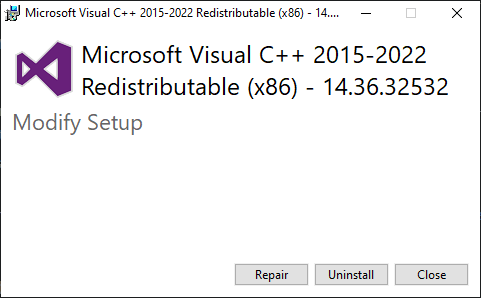 Microsoft Visual C++ 2015-2022 Redistributable (x86) - 14....
Microsoft Visual C++ 2015-2022
Redistributable (x86) - 14.36.32532
Modify Setup
Repair Uninstall Close